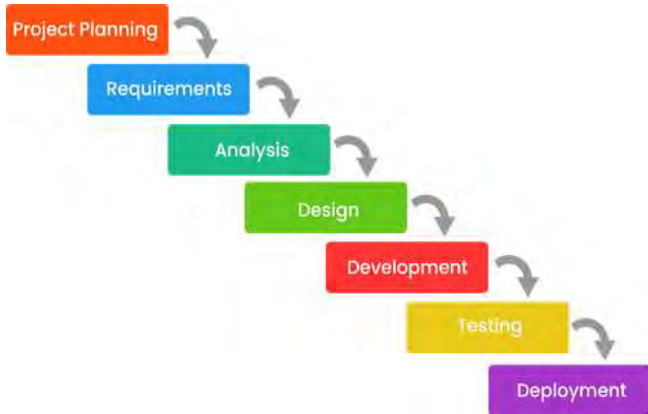 Project Planning
Requirements
Analysis
Design
Development
Testing
Deployment